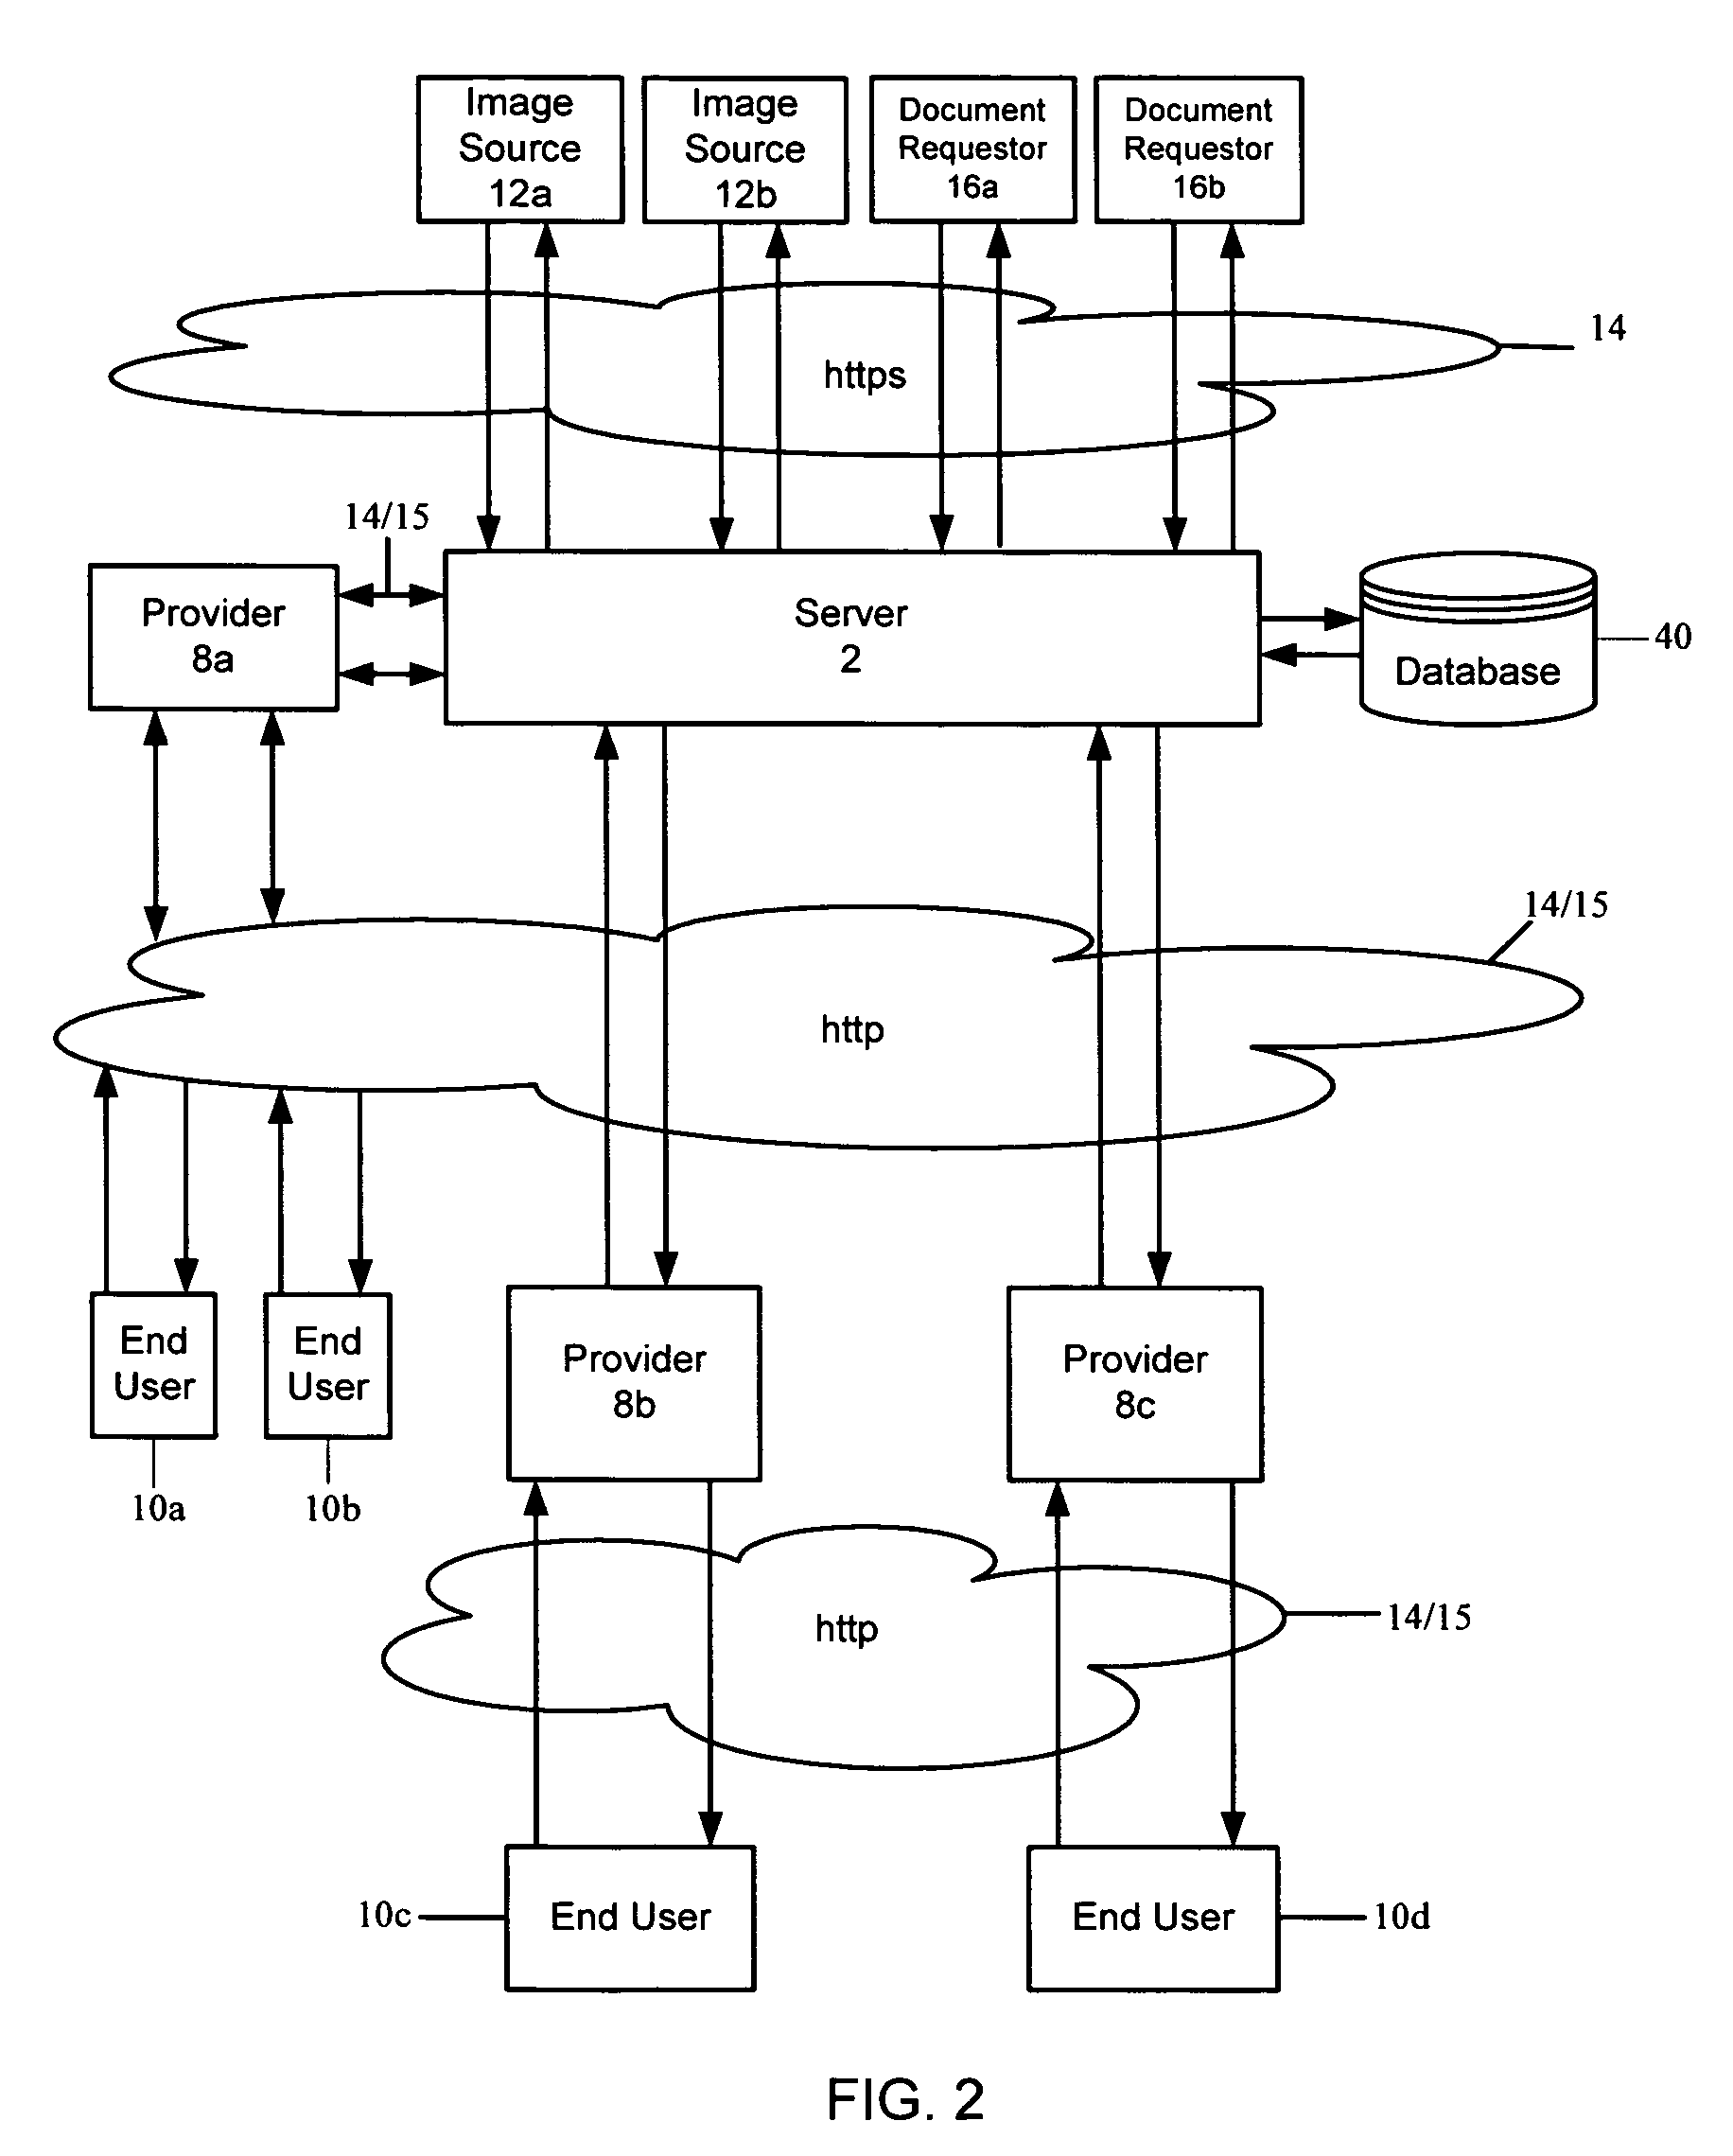 Image
Source
12a
Image
Source
12b
Document
Requestor
16a
Document
Requestor
16b
https
14
14/15
Provider
8a
Server
2
Database
40
14/15
http
End
User
10a
End
User
10b
Provider
8b
Provider
8c
http
14/15
10c
End User
End User
10d
FIG. 2